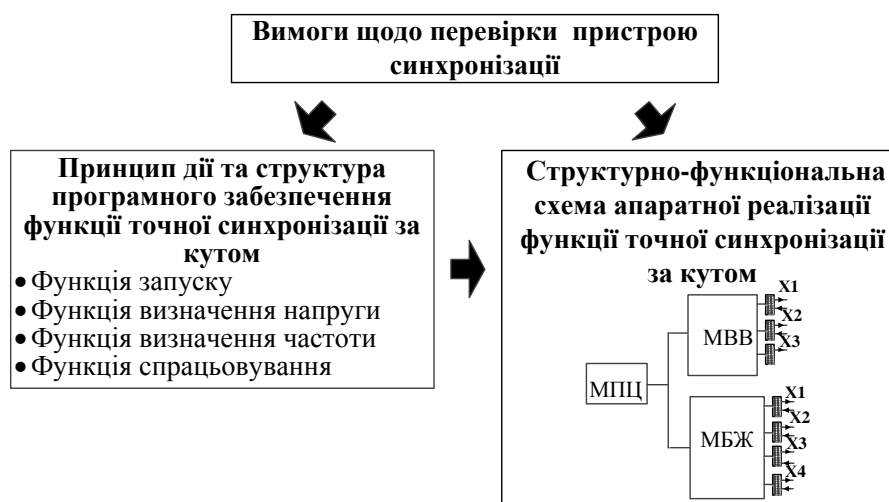 Вимоги щодо перевірки пристрою
синхронізації
Принцип дії та структура
програмного забезпечення
функції точної синхронізації за
кутом
• Функція запуску
• Функція визначення напруги
• Функція визначення частоти
• Функція спрацьовування
Структурно-функціональна
схема апаратної реалізації
функції точної синхронізації
за кутом
X1
X2
X3
МВВ
МПЦ
X1
X2
X3
X4
МБЖ